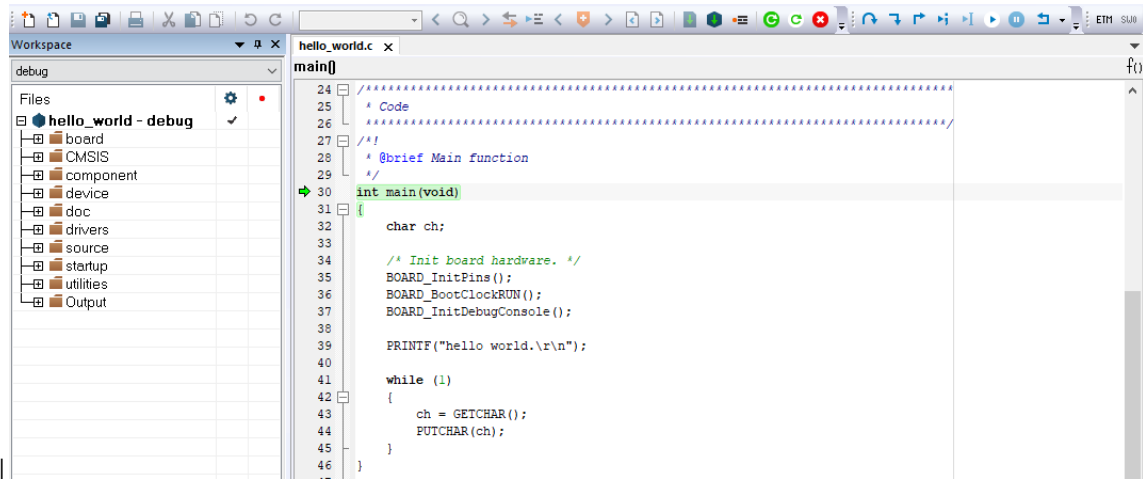 ETM SWO
Workspace
hello_world.c
debug
main()
f()
Files
hello_world - debug
board
CMSIS
component
device
doc
drivers
source
startup
utilities
Output
24 /*******************************************************************************
25  * Code
26  ******************************************************************************/
27 /*!
28  * @brief Main function
29  */
30 int main(void)
31 {
32     char ch;
33
34     /* Init board hardware. */
35     BOARD_InitPins();
36     BOARD_BootClockRUN();
37     BOARD_InitDebugConsole();
38
39     PRINTF("hello world.\r\n");
40
41     while (1)
42     {
43         ch = GETCHAR();
44         PUTCHAR(ch);
45     }
46 }